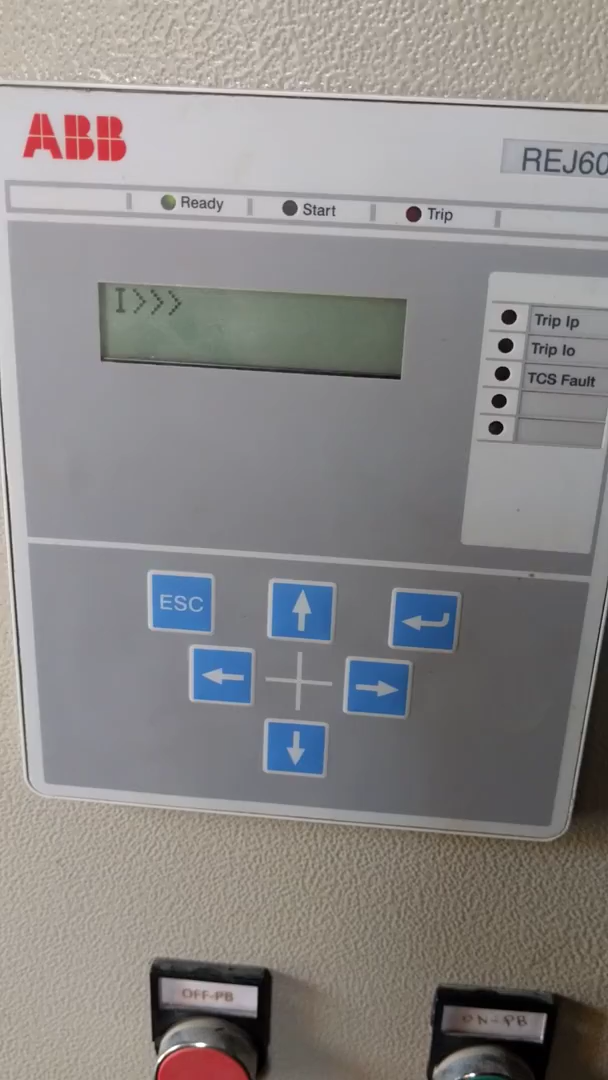 ABB
REJ60
Ready
Start
Trip
I>>>
Trip Ip
Trip Io
TCS Fault
ESC
OFF-PB
ON-PB